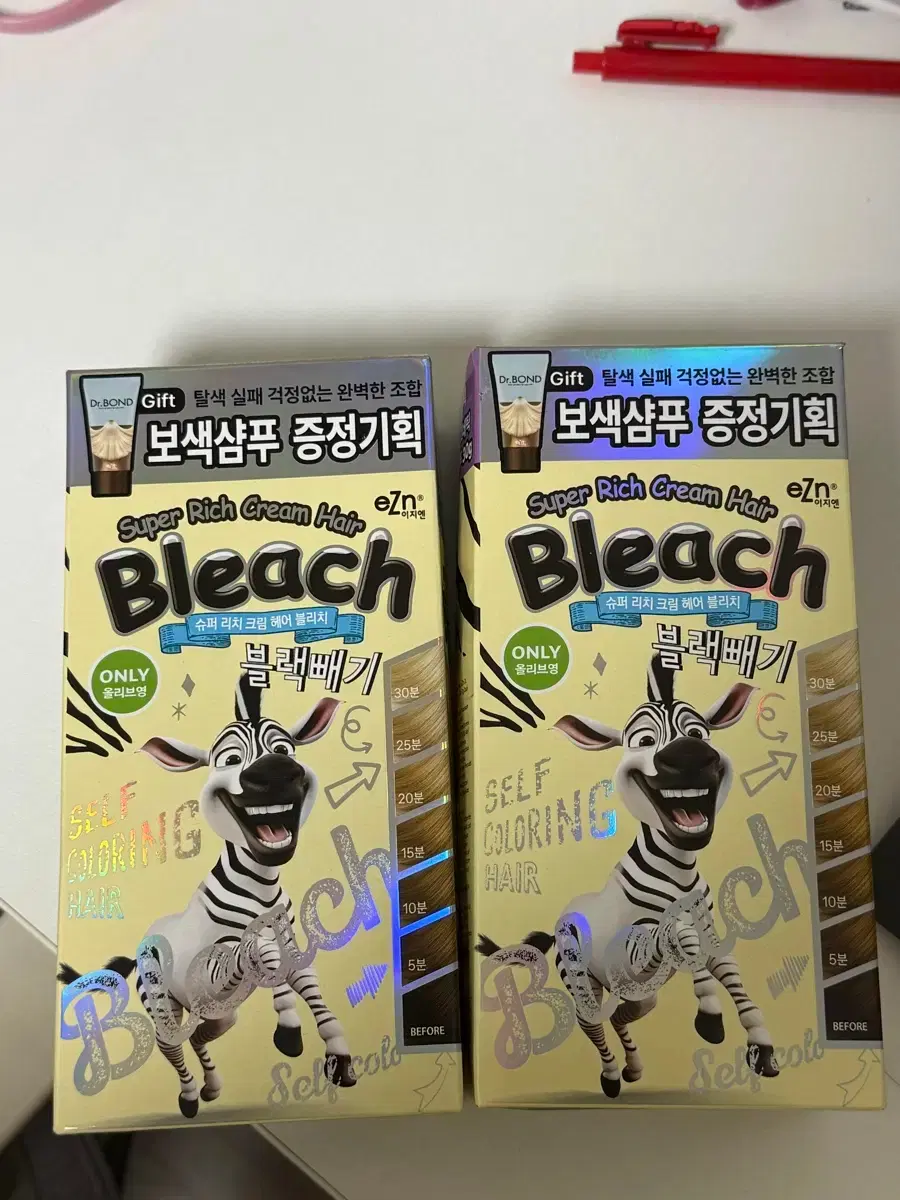 Dr.BOND
Gift 탈색 실패 걱정없는 완벽한 조합
보색샴푸 증정기획
Super Rich Cream Hair
eZn®
이지엔
Bleach
슈퍼 리치 크림 헤어 블리치
블랙빼기
ONLY
올리브영
30분
25분
20분
15분
10분
5분
BEFORE
SELF
COLORING
HAIR
Bleach
Self colo
Dr.BOND
Gift 탈색 실패 걱정없는 완벽한 조합
보색샴푸 증정기획
Super Rich Cream Hair
eZn®
이지엔
Bleach
슈퍼 리치 크림 헤어 블리치
블랙빼기
ONLY
올리브영
30분
25분
20분
15분
10분
5분
BEFORE
SELF
COLORING
HAIR
Bleach
Self colo